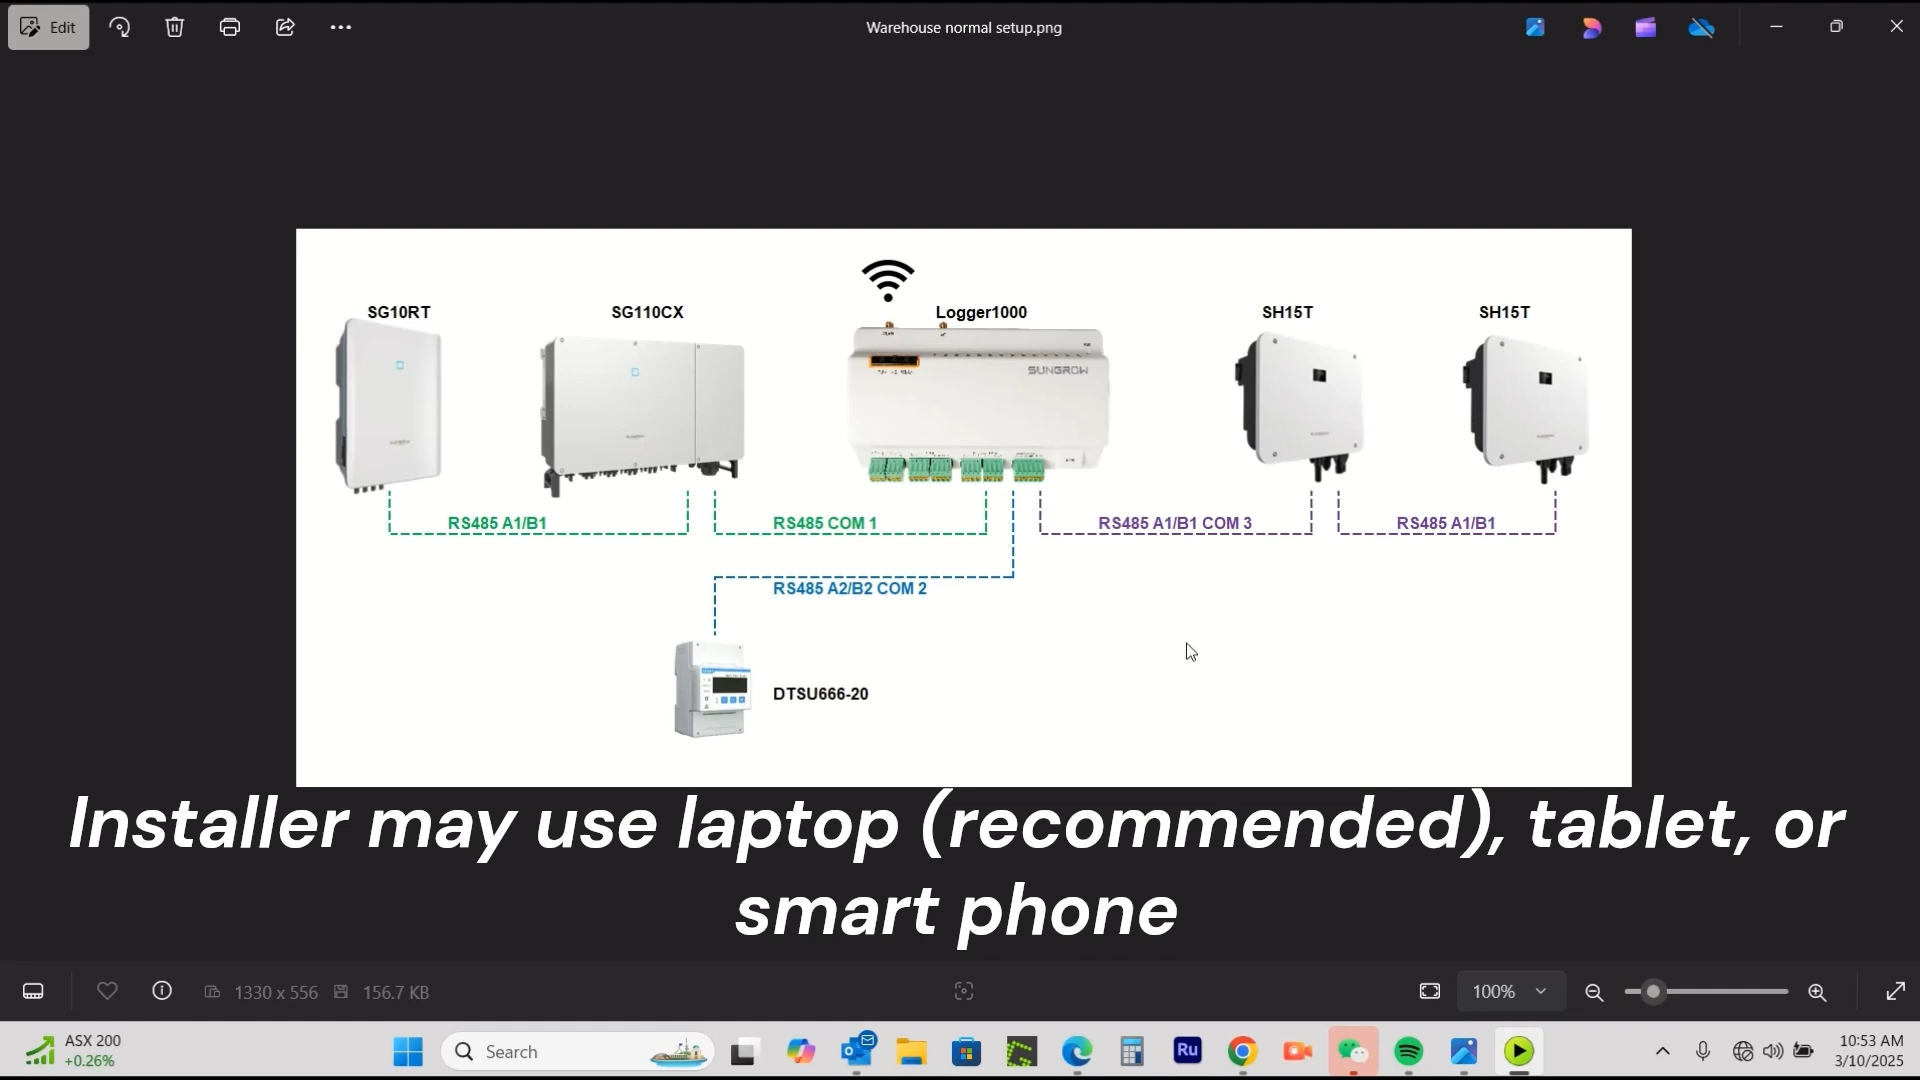 Edit
Warehouse normal setup.png
SG10RT
SG110CX
Logger1000
SH15T
SH15T
SUNGROW
RS485 A1/B1
RS485 COM 1
RS485 A1/B1 COM 3
RS485 A1/B1
RS485 A2/B2 COM 2
DTSU666-20
Installer may use laptop (recommended), tablet, or
smart phone
1330 x 556
156.7 KB
100%
ASX 200
+0.26%
Search
Ru
10:53 AM
3/10/2025